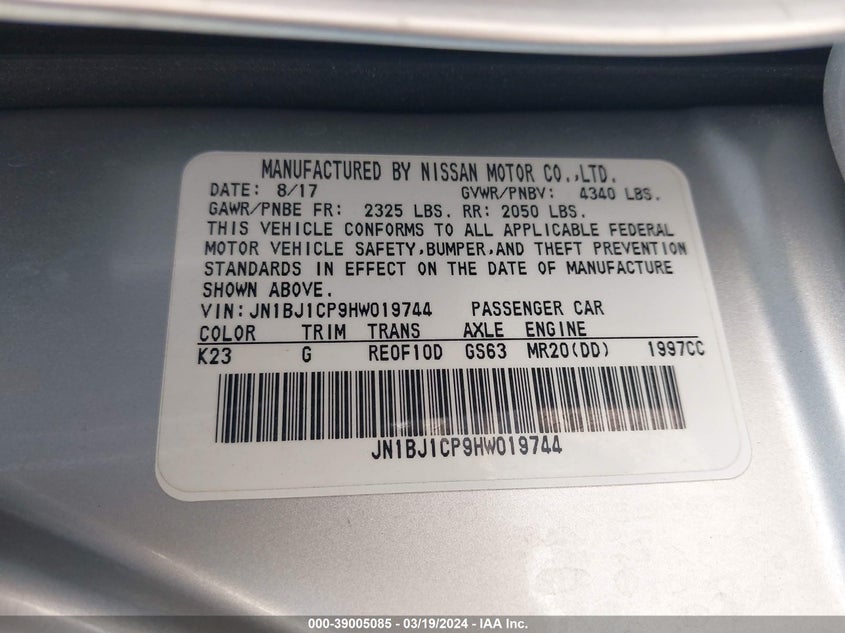 MANUFACTURED BY NISSAN MOTOR CO.,LTD.
DATE: 8/17 GVWR/PNBV: 4340 LBS.
GAWR/PNBE FR: 2325 LBS. RR: 2050 LBS.
THIS VEHICLE CONFORMS TO ALL APPLICABLE FEDERAL
MOTOR VEHICLE SAFETY,BUMPER,AND THEFT PREVENTION
STANDARDS IN EFFECT ON THE DATE OF MANUFACTURE
SHOWN ABOVE.
VIN:JN1BJ1CP9HW019744 PASSENGER CAR
COLOR TRIM TRANS AXLE ENGINE
K23 G RE0F10D GS63 MR20(DD) 1997CC
JN1BJ1CP9HW019744
000-39005085 - 03/19/2024 - IAA Inc.